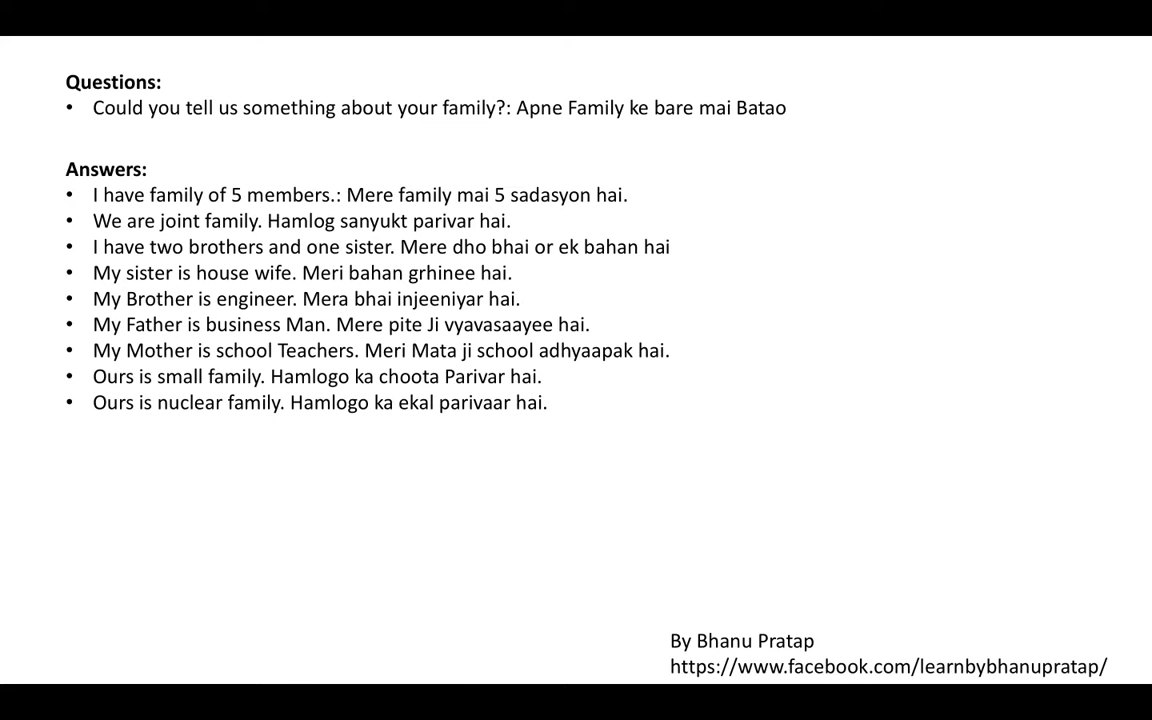 Questions:
• Could you tell us something about your family?: Apne Family ke bare mai Batao
Answers:
• I have family of 5 members.: Mere family mai 5 sadasyon hai.
• We are joint family. Hamlog sanyukt parivar hai.
• I have two brothers and one sister. Mere dho bhai or ek bahan hai
• My sister is house wife. Meri bahan grhinee hai.
• My Brother is engineer. Mera bhai injeeniyar hai.
• My Father is business Man. Mere pite Ji vyavasaayee hai.
• My Mother is school Teachers. Meri Mata ji school adhyaapak hai.
• Ours is small family. Hamlogo ka choota Parivar hai.
• Ours is nuclear family. Hamlogo ka ekal parivaar hai.
By Bhanu Pratap
https://www.facebook.com/learnbybhanupratap/